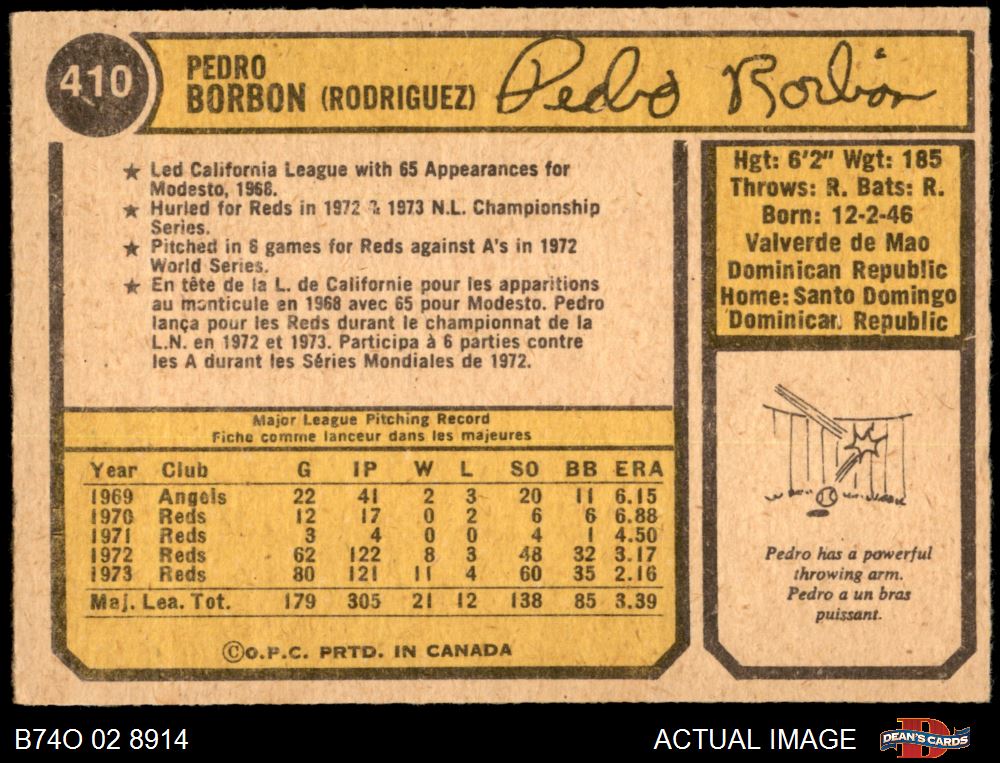 410
PEDRO
BORBON (RODRIGUEZ)
Pedro Borbon
★ Led California League with 65 Appearances for
Modesto, 1968.
★ Hurled for Reds in 1972 & 1973 N.L. Championship
Series.
★ Pitched in 6 games for Reds against A's in 1972
World Series.
★ En tête de la L. de Californie pour les apparitions
au monticule en 1968 avec 65 pour Modesto. Pedro
lança pour les Reds durant le championnat de la
L.N. en 1972 et 1973. Participa à 6 parties contre
les A durant les Séries Mondiales de 1972.
Hgt: 6'2" Wgt: 185
Throws: R. Bats: R.
Born: 12-2-46
Valverde de Mao
Dominican Republic
Home: Santo Domingo
Dominican Republic
Major League Pitching Record
Fiche comme lanceur dans les majeures
Year Club G IP W L SO BB ERA
1969 Angels 22 41 2 3 20 11 6.15
1970 Reds 12 17 0 2 6 6 6.88
1971 Reds 3 4 0 0 4 1 4.50
1972 Reds 62 122 8 3 48 32 3.17
1973 Reds 80 121 11 4 60 35 2.16
Maj. Lea. Tot. 179 305 21 12 138 85 3.39
©O.P.C. PRTD. IN CANADA
Pedro has a powerful
throwing arm.
Pedro a un bras
puissant.
B74O 02 8914
ACTUAL IMAGE
D
DEAN'S CARDS